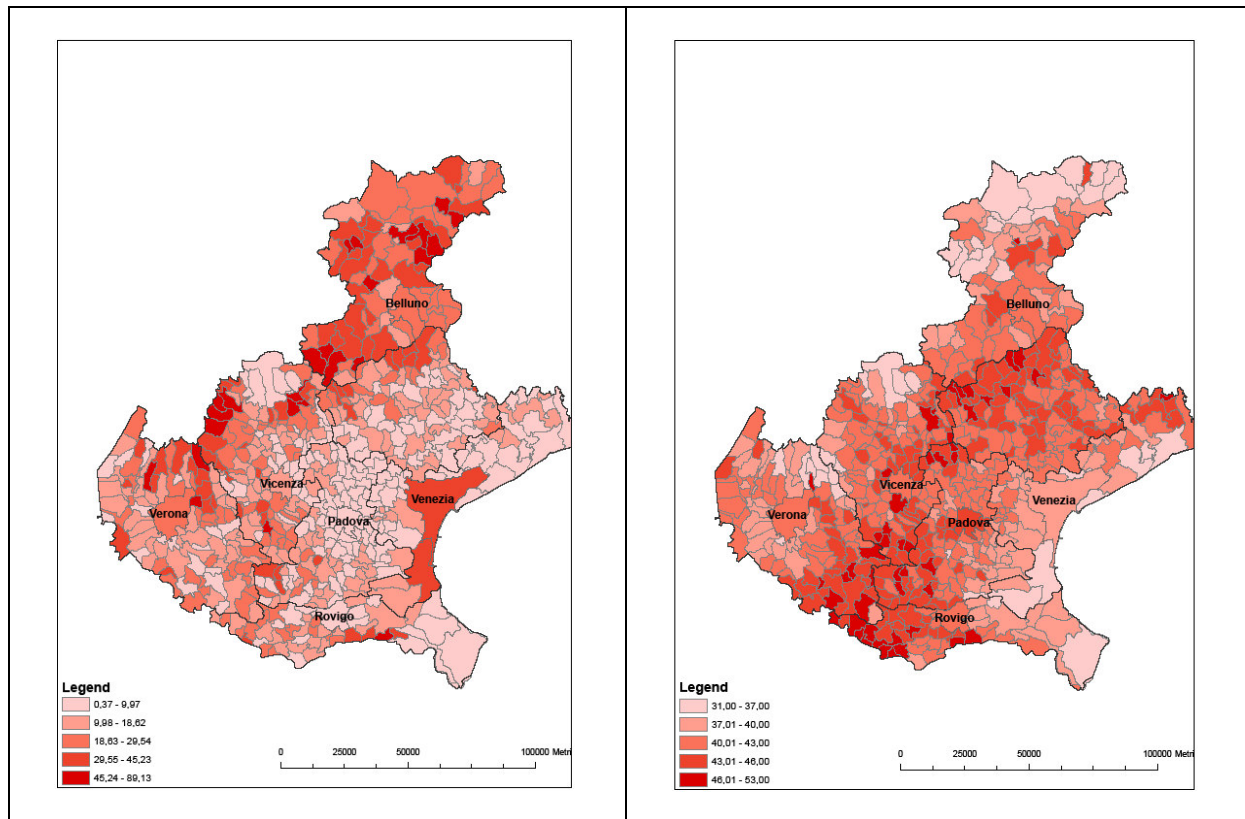 Belluno
Vicenza
Venezia
Verona
Padova
Rovigo
Legend
0,37 - 9,97
9,98 - 18,62
18,63 - 29,54
29,55 - 45,23
45,24 - 89,13
0 25000 50000 100000 Metri
Belluno
Vicenza
Venezia
Verona
Padova
Rovigo
Legend
31,00 - 37,00
37,01 - 40,00
40,01 - 43,00
43,01 - 46,00
46,01 - 53,00
0 25000 50000 100000 Metri